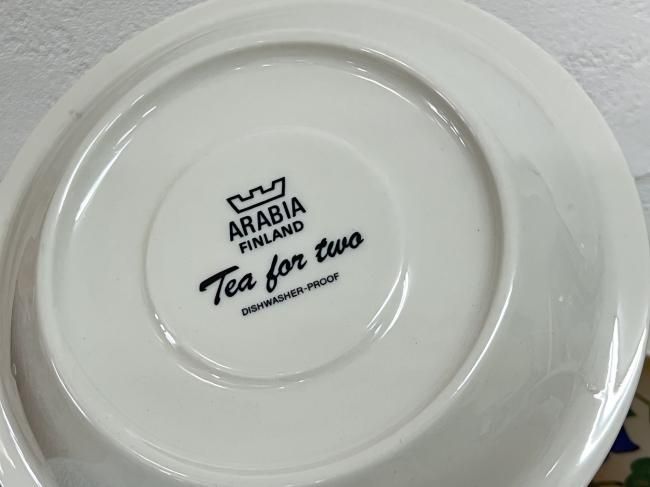 ARABIA
FINLAND
Tea for two
DISHWASHER-PROOF